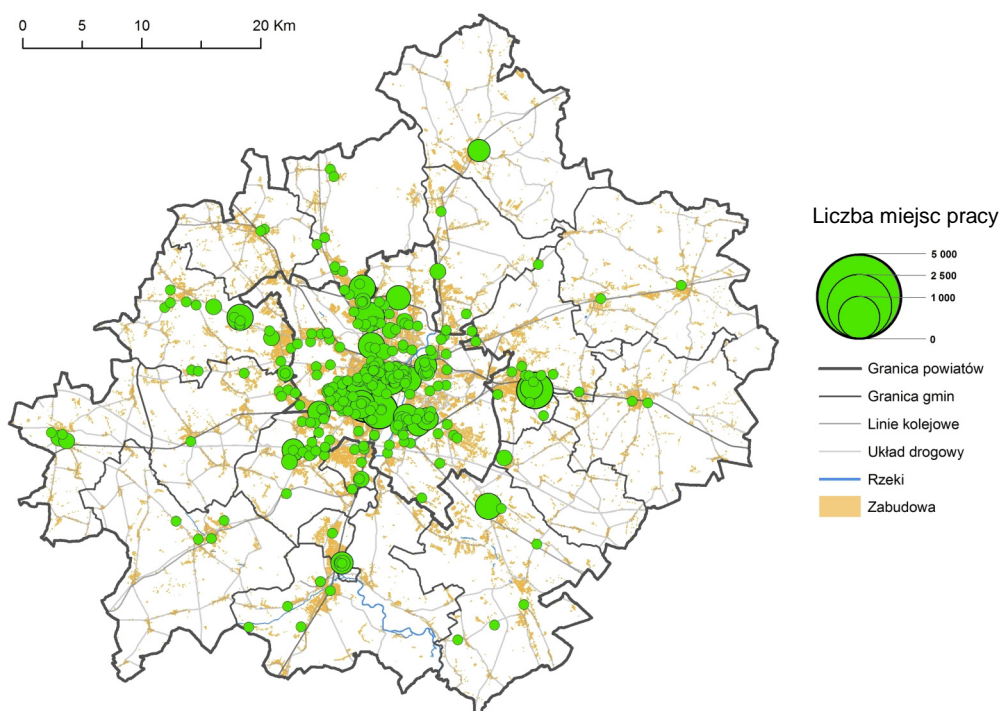 0 5 10 20 Km
Liczba miejsc pracy
5 000
2 500
1 000
0
Granica powiatów
Granica gmin
Linie kolejowe
Układ drogowy
Rzeki
Zabudowa